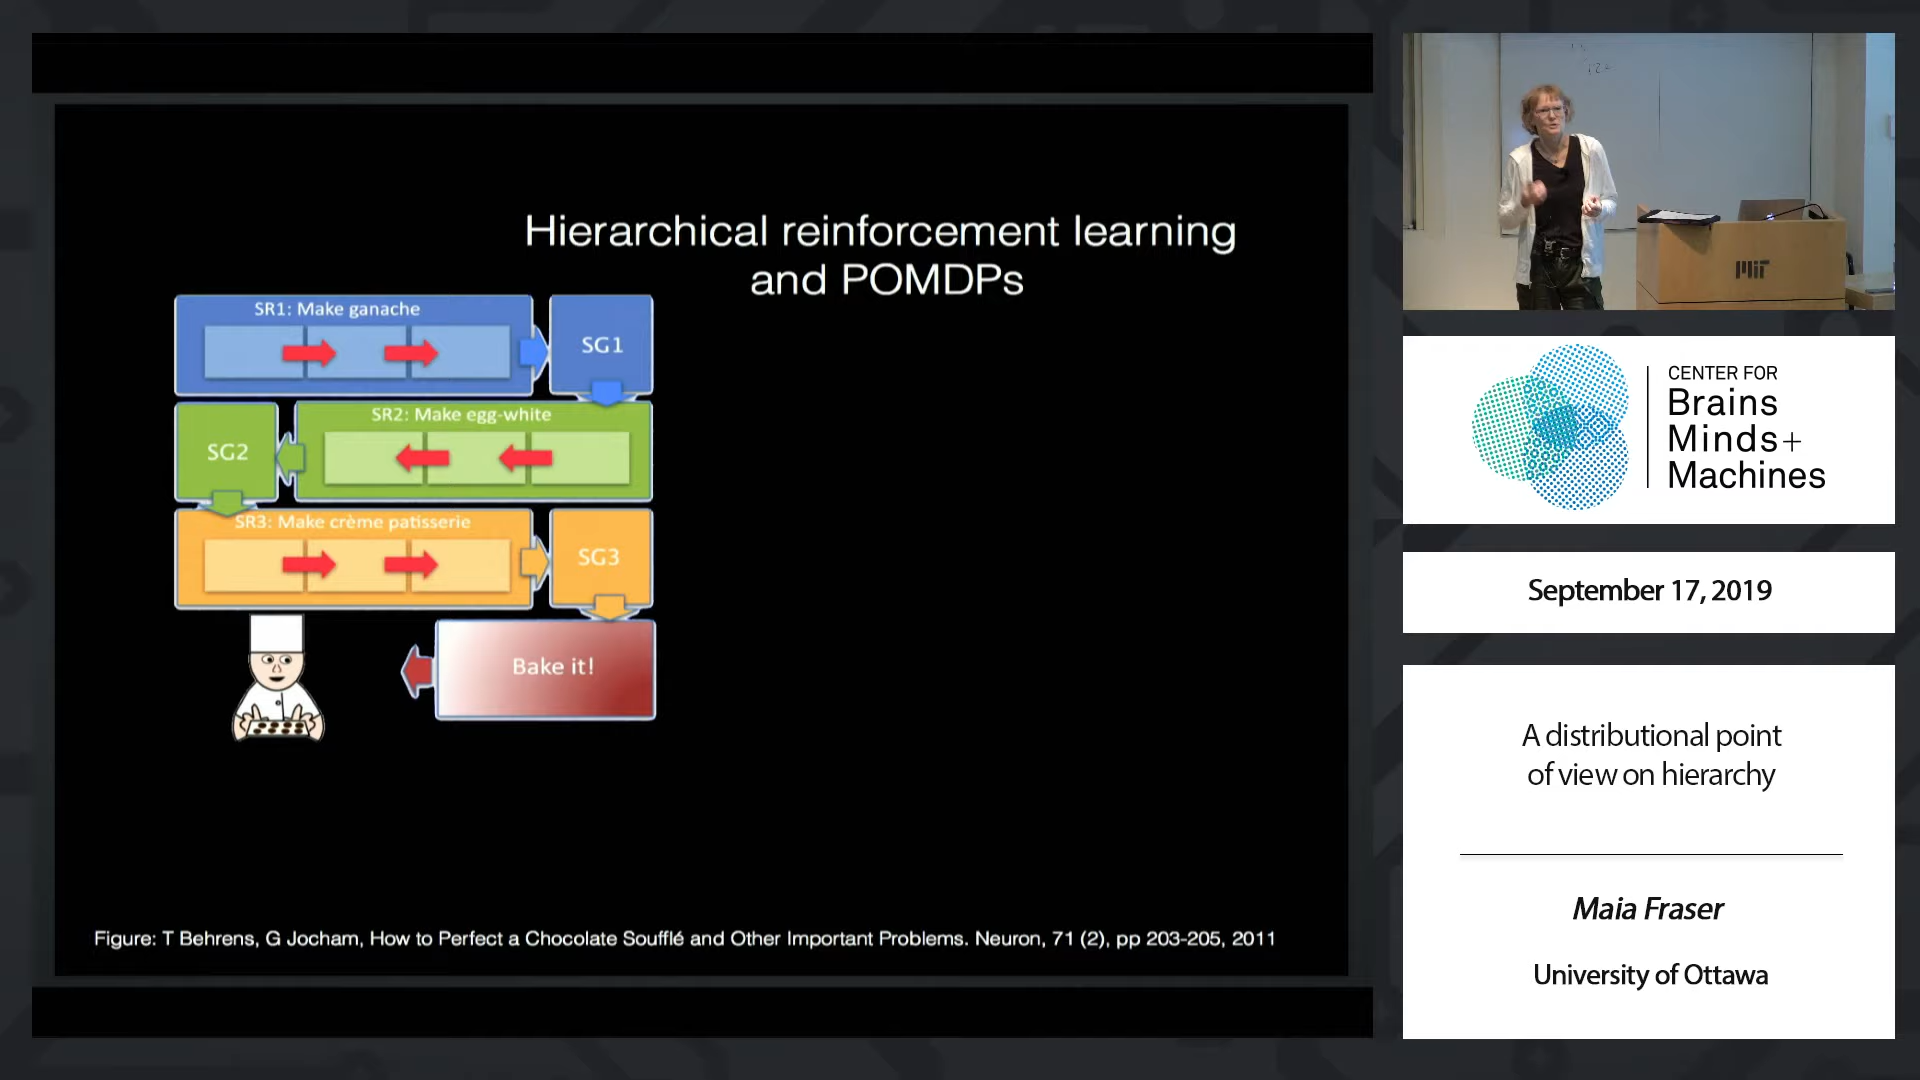 Hierarchical reinforcement learning
and POMDPs
SR1: Make ganache
SG1
SR2: Make egg-white
SG2
SR3: Make crème patisserie
SG3
Bake it!
Figure: T Behrens, G Jocham, How to Perfect a Chocolate Soufflé and Other Important Problems. Neuron, 71 (2), pp 203-205, 2011
MIT
CENTER FOR
Brains
Minds+
Machines
September 17, 2019
A distributional point
of view on hierarchy
Maia Fraser
University of Ottawa